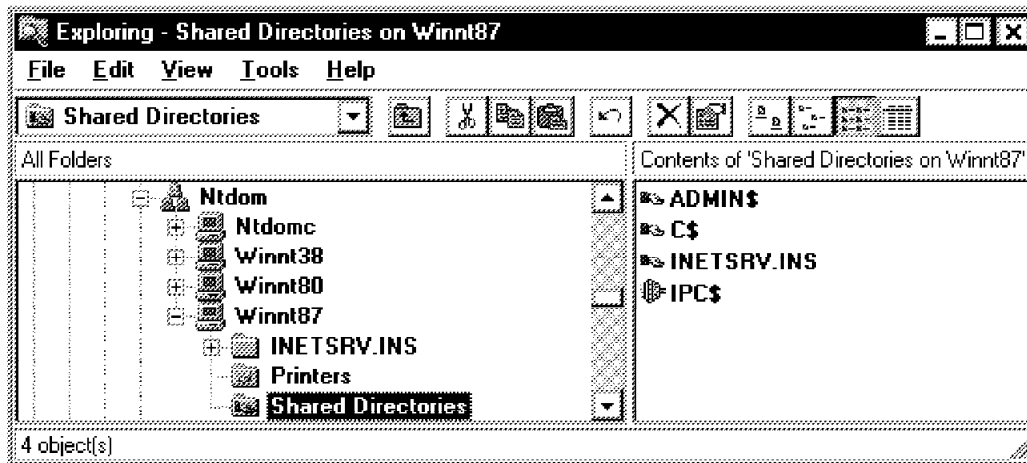 Exploring - Shared Directories on Winnt87
File Edit View Tools Help
Shared Directories
All Folders
Contents of 'Shared Directories on Winnt87'
Ntdom
Ntdomc
Winnt38
Winnt80
Winnt87
INETSRV.INS
Printers
Shared Directories
ADMIN$
C$
INETSRV.INS
IPC$
4 object(s)